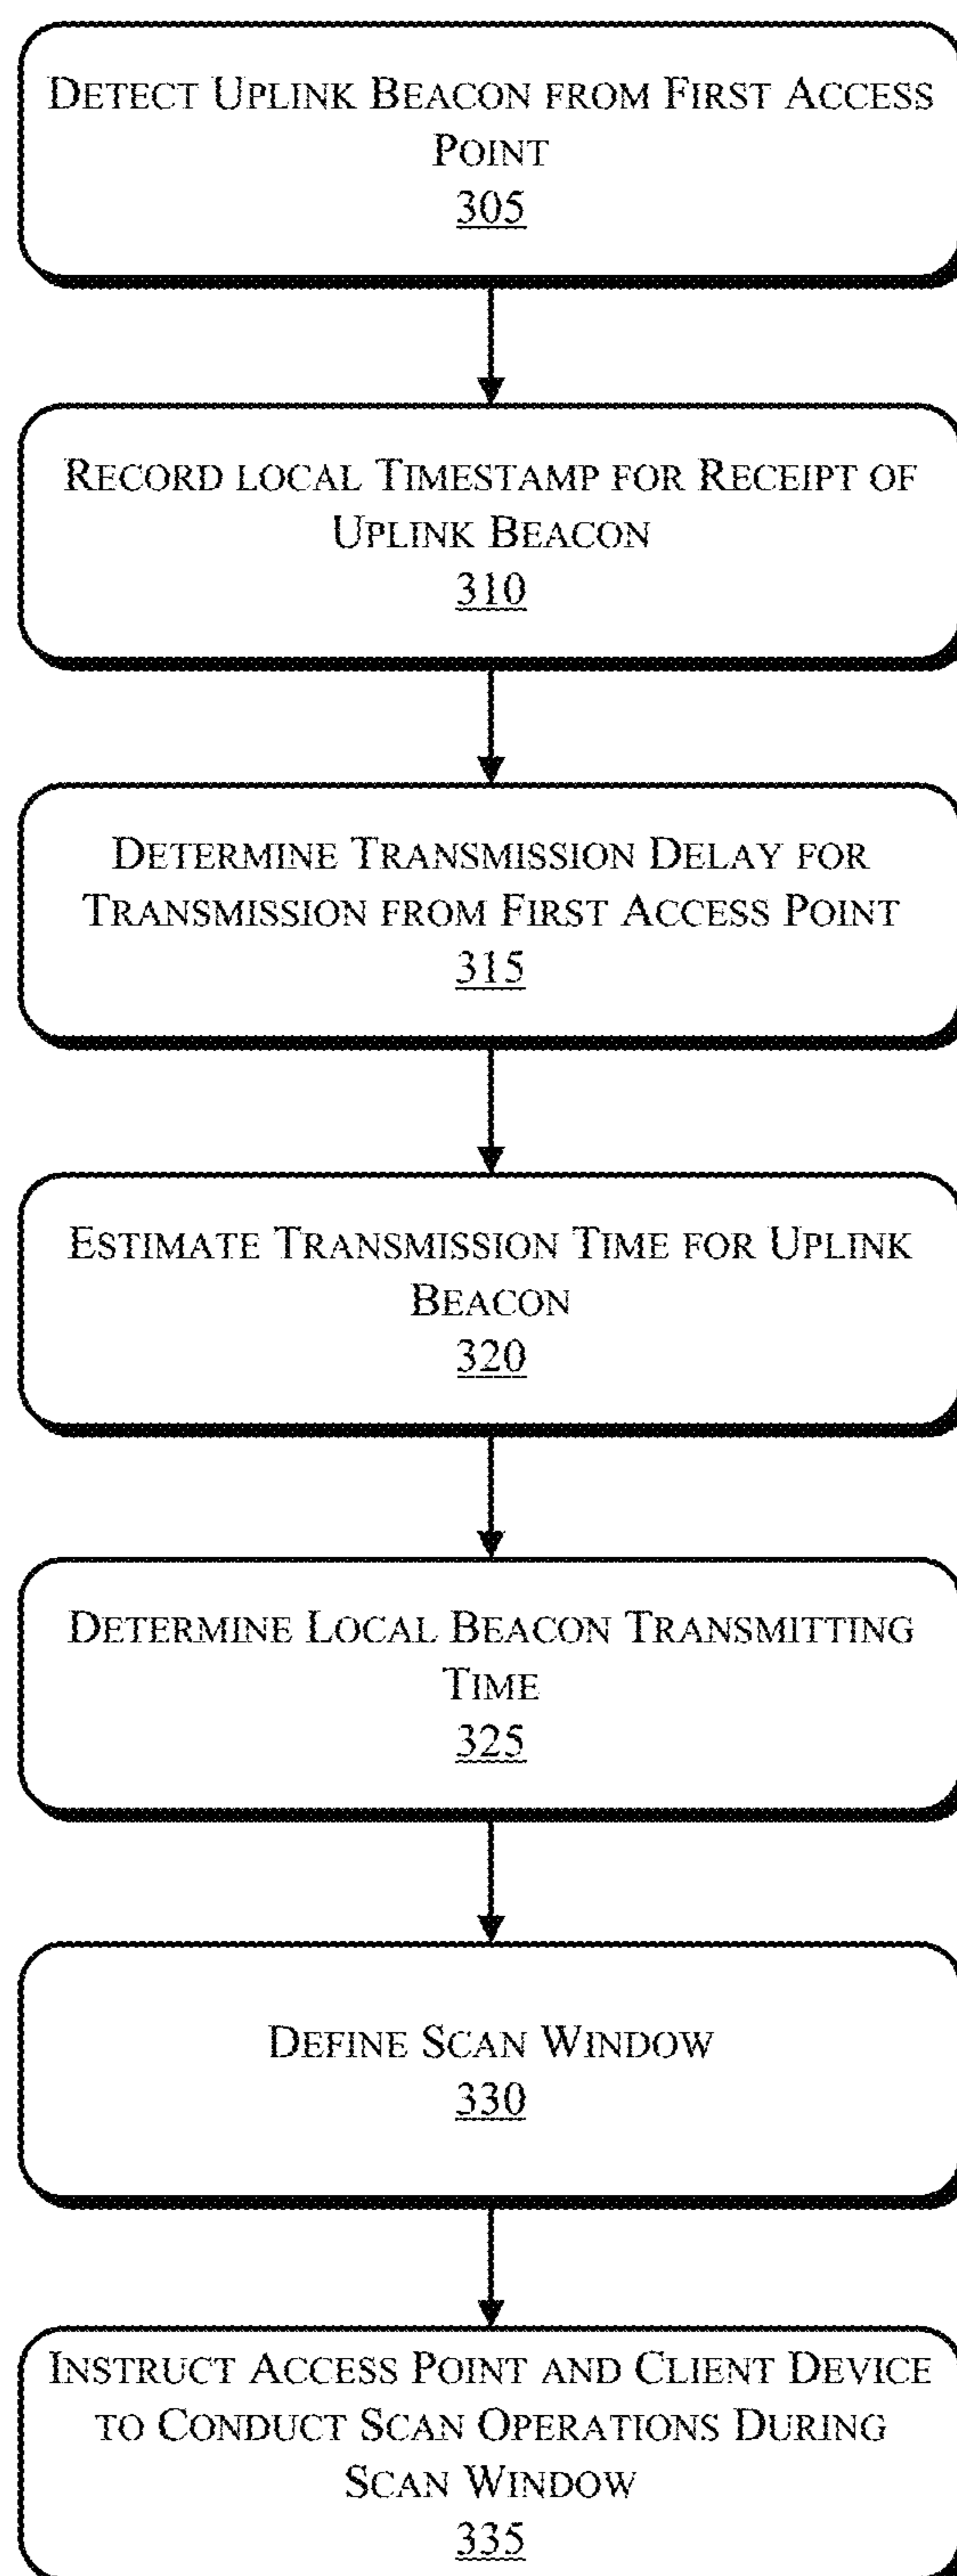 DETECT UPLINK BEACON FROM FIRST ACCESS
POINT
305
RECORD LOCAL TIMESTAMP FOR RECEIPT OF
UPLINK BEACON
310
DETERMINE TRANSMISSION DELAY FOR
TRANSMISSION FROM FIRST ACCESS POINT
315
ESTIMATE TRANSMISSION TIME FOR UPLINK
BEACON
320
DETERMINE LOCAL BEACON TRANSMITTING
TIME
325
DEFINE SCAN WINDOW
330
INSTRUCT ACCESS POINT AND CLIENT DEVICE
TO CONDUCT SCAN OPERATIONS DURING
SCAN WINDOW
335